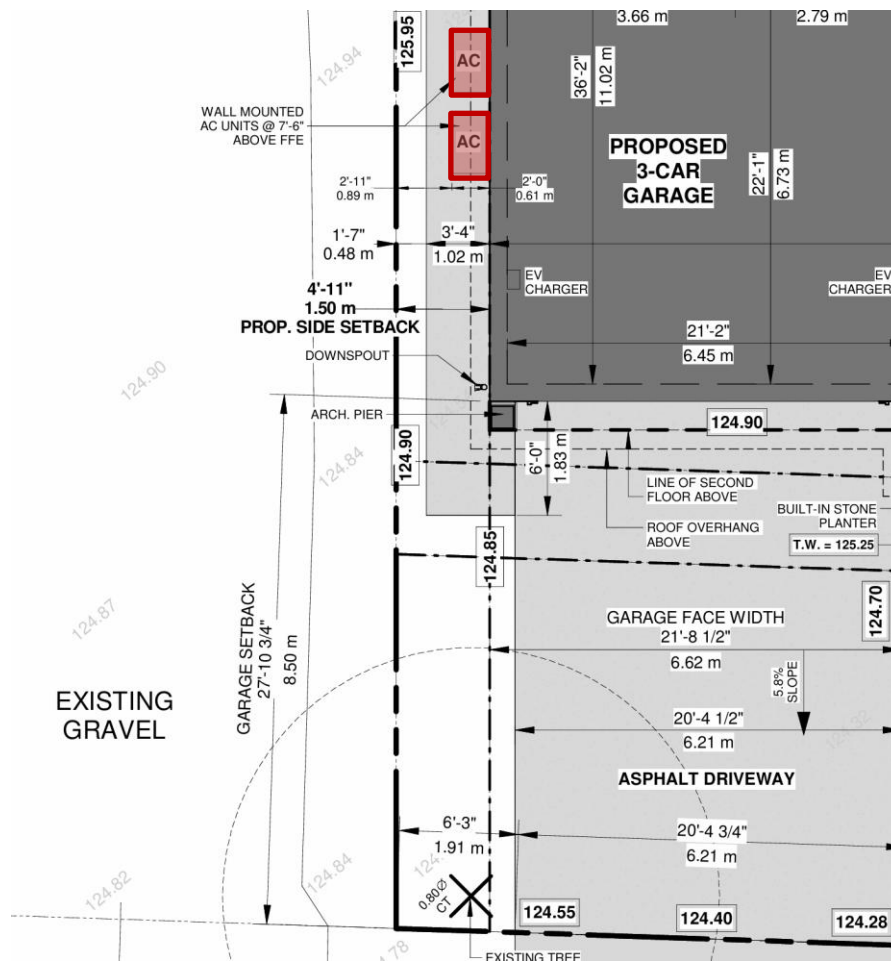 3.66 m
2.79 m
125.95
124.94
AC
36'-2"
11.02 m
WALL MOUNTED
AC UNITS @ 7'-6"
ABOVE FFE
AC
PROPOSED
3-CAR
GARAGE
22'-1"
6.73 m
2'-11"
0.89 m
2'-0"
0.61 m
1'-7"
0.48 m
3'-4"
1.02 m
EV
CHARGER
EV
CHARGER
4'-11"
1.50 m
PROP. SIDE SETBACK
21'-2"
6.45 m
DOWNSPOUT
124.90
ARCH. PIER
124.90
124.90
124.84
6'-0"
1.83 m
LINE OF SECOND
FLOOR ABOVE
BUILT-IN STONE
PLANTER
ROOF OVERHANG
ABOVE
T.W. = 125.25
124.85
124.70
124.87
GARAGE SETBACK
27'-10 3/4"
8.50 m
GARAGE FACE WIDTH
21'-8 1/2"
6.62 m
5.8%
SLOPE
EXISTING
GRAVEL
20'-4 1/2"
6.21 m
124.32
ASPHALT DRIVEWAY
6'-3"
1.91 m
20'-4 3/4"
6.21 m
124.82
124.84
0.80Ø
CT
124.55
124.40
124.28
EXISTING TREE